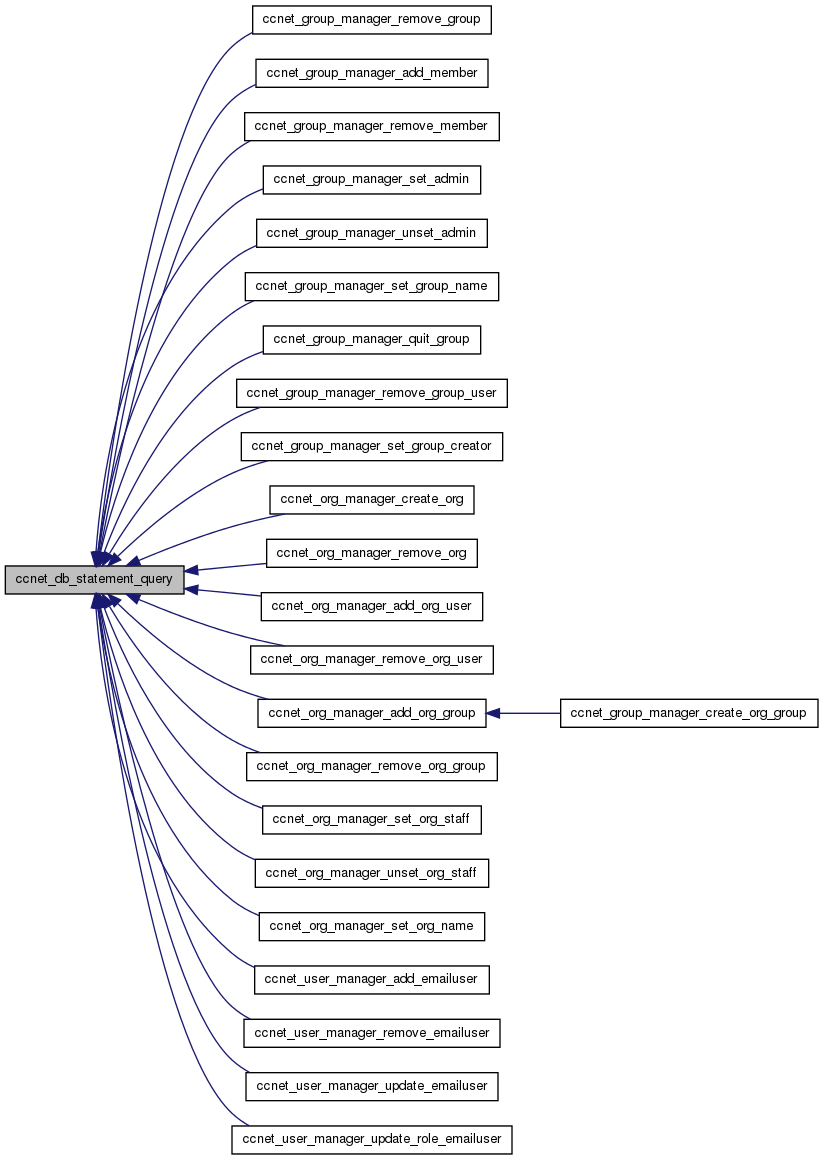 ccnet_group_manager_remove_group
ccnet_group_manager_add_member
ccnet_group_manager_remove_member
ccnet_group_manager_set_admin
ccnet_group_manager_unset_admin
ccnet_group_manager_set_group_name
ccnet_group_manager_quit_group
ccnet_group_manager_remove_group_user
ccnet_group_manager_set_group_creator
ccnet_org_manager_create_org
ccnet_org_manager_remove_org
ccnet_db_statement_query
ccnet_org_manager_add_org_user
ccnet_org_manager_remove_org_user
ccnet_org_manager_add_org_group
ccnet_group_manager_create_org_group
ccnet_org_manager_remove_org_group
ccnet_org_manager_set_org_staff
ccnet_org_manager_unset_org_staff
ccnet_org_manager_set_org_name
ccnet_user_manager_add_emailuser
ccnet_user_manager_remove_emailuser
ccnet_user_manager_update_emailuser
ccnet_user_manager_update_role_emailuser